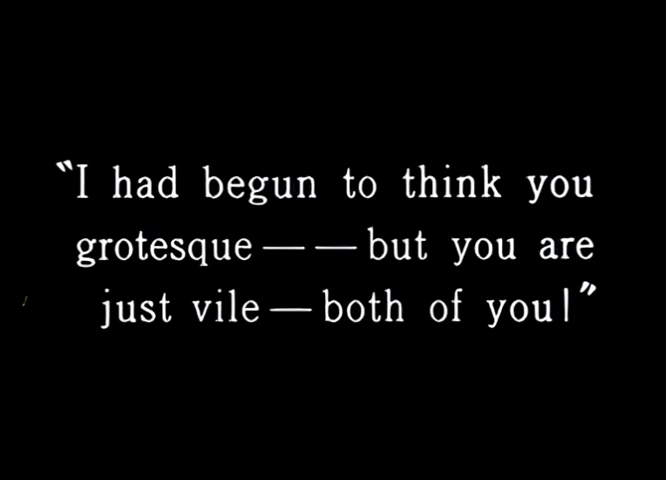 "I had begun to think you
grotesque — — but you are
just vile — both of you!"